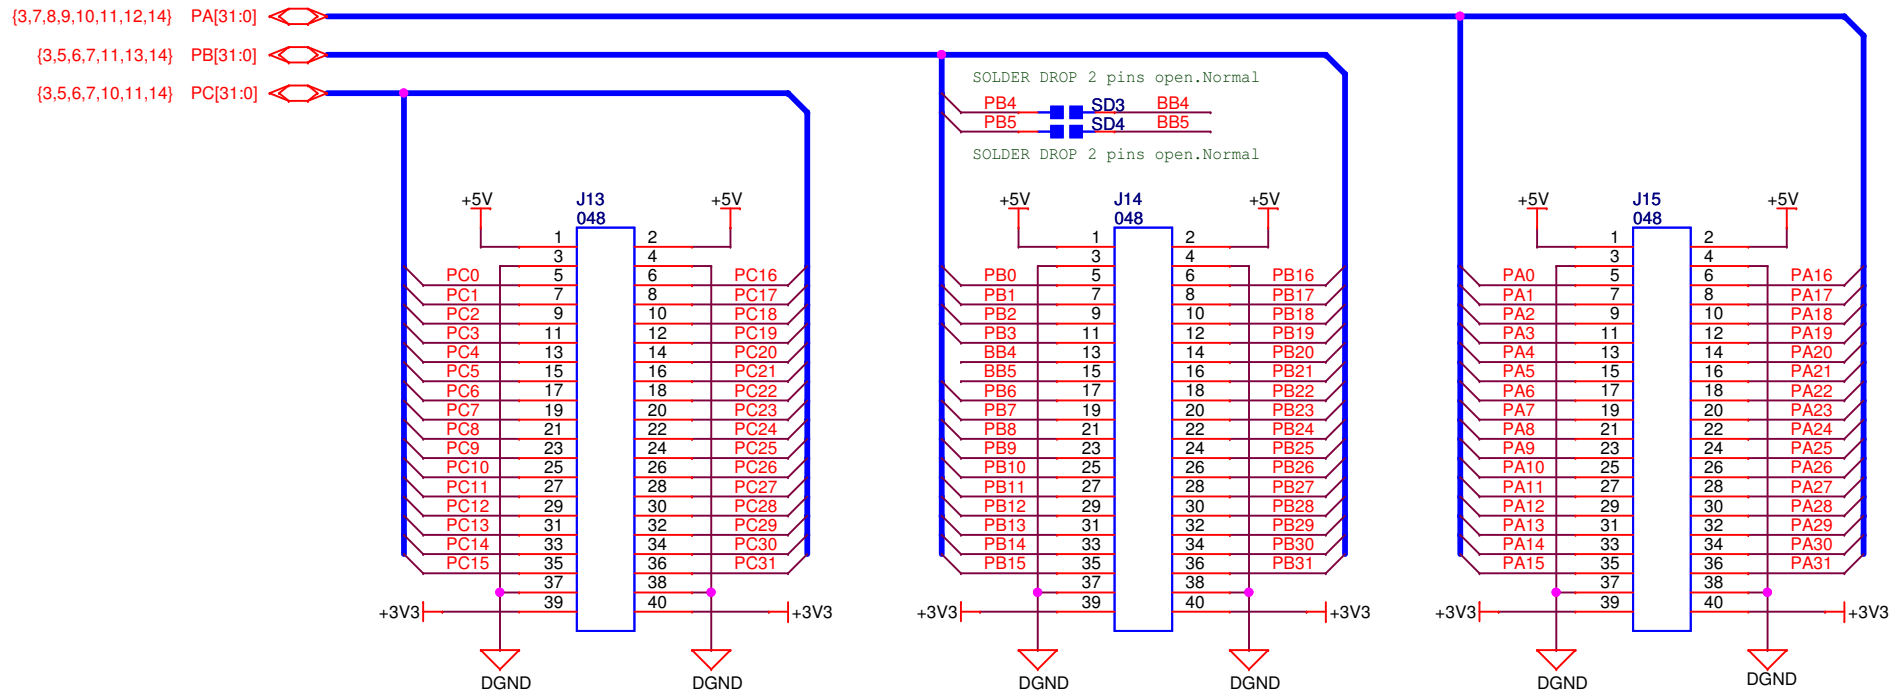 {3,7,8,9,10,11,12,14} PA[31:0]
{3,5,6,7,11,13,14} PB[31:0]
{3,5,6,7,10,11,14} PC[31:0]
SOLDER DROP 2 pins open.Normal
PB4 SD3 BB4
PB5 SD4 BB5
SOLDER DROP 2 pins open.Normal
J13
048
+5V +5V
1 2
3 4
PC0 5 6 PC16
PC1 7 8 PC17
PC2 9 10 PC18
PC3 11 12 PC19
PC4 13 14 PC20
PC5 15 16 PC21
PC6 17 18 PC22
PC7 19 20 PC23
PC8 21 22 PC24
PC9 23 24 PC25
PC10 25 26 PC26
PC11 27 28 PC27
PC12 29 30 PC28
PC13 31 32 PC29
PC14 33 34 PC30
PC15 35 36 PC31
37 38
+3V3 39 40 +3V3
DGND DGND
J14
048
+5V +5V
1 2
3 4
PB0 5 6 PB16
PB1 7 8 PB17
PB2 9 10 PB18
PB3 11 12 PB19
BB4 13 14 PB20
BB5 15 16 PB21
PB6 17 18 PB22
PB7 19 20 PB23
PB8 21 22 PB24
PB9 23 24 PB25
PB10 25 26 PB26
PB11 27 28 PB27
PB12 29 30 PB28
PB13 31 32 PB29
PB14 33 34 PB30
PB15 35 36 PB31
37 38
+3V3 39 40 +3V3
DGND DGND
J15
048
+5V +5V
1 2
3 4
PA0 5 6 PA16
PA1 7 8 PA17
PA2 9 10 PA18
PA3 11 12 PA19
PA4 13 14 PA20
PA5 15 16 PA21
PA6 17 18 PA22
PA7 19 20 PA23
PA8 21 22 PA24
PA9 23 24 PA25
PA10 25 26 PA26
PA11 27 28 PA27
PA12 29 30 PA28
PA13 31 32 PA29
PA14 33 34 PA30
PA15 35 36 PA31
37 38
+3V3 39 40 +3V3
DGND DGND